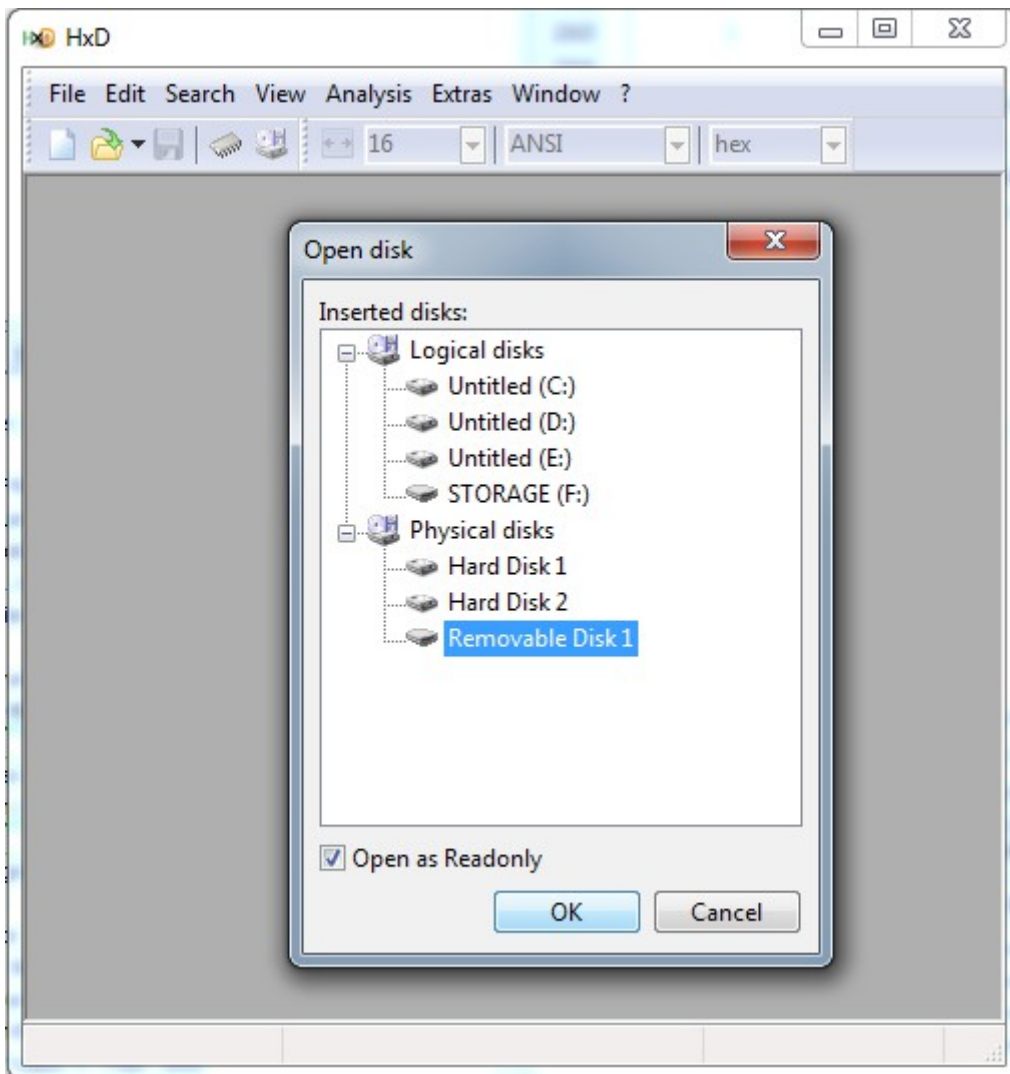 HxD
File Edit Search View Analysis Extras Window ?
16 ANSI hex
Open disk
Inserted disks:
Logical disks
Untitled (C:)
Untitled (D:)
Untitled (E:)
STORAGE (F:)
Physical disks
Hard Disk 1
Hard Disk 2
Removable Disk 1
Open as Readonly
OK Cancel